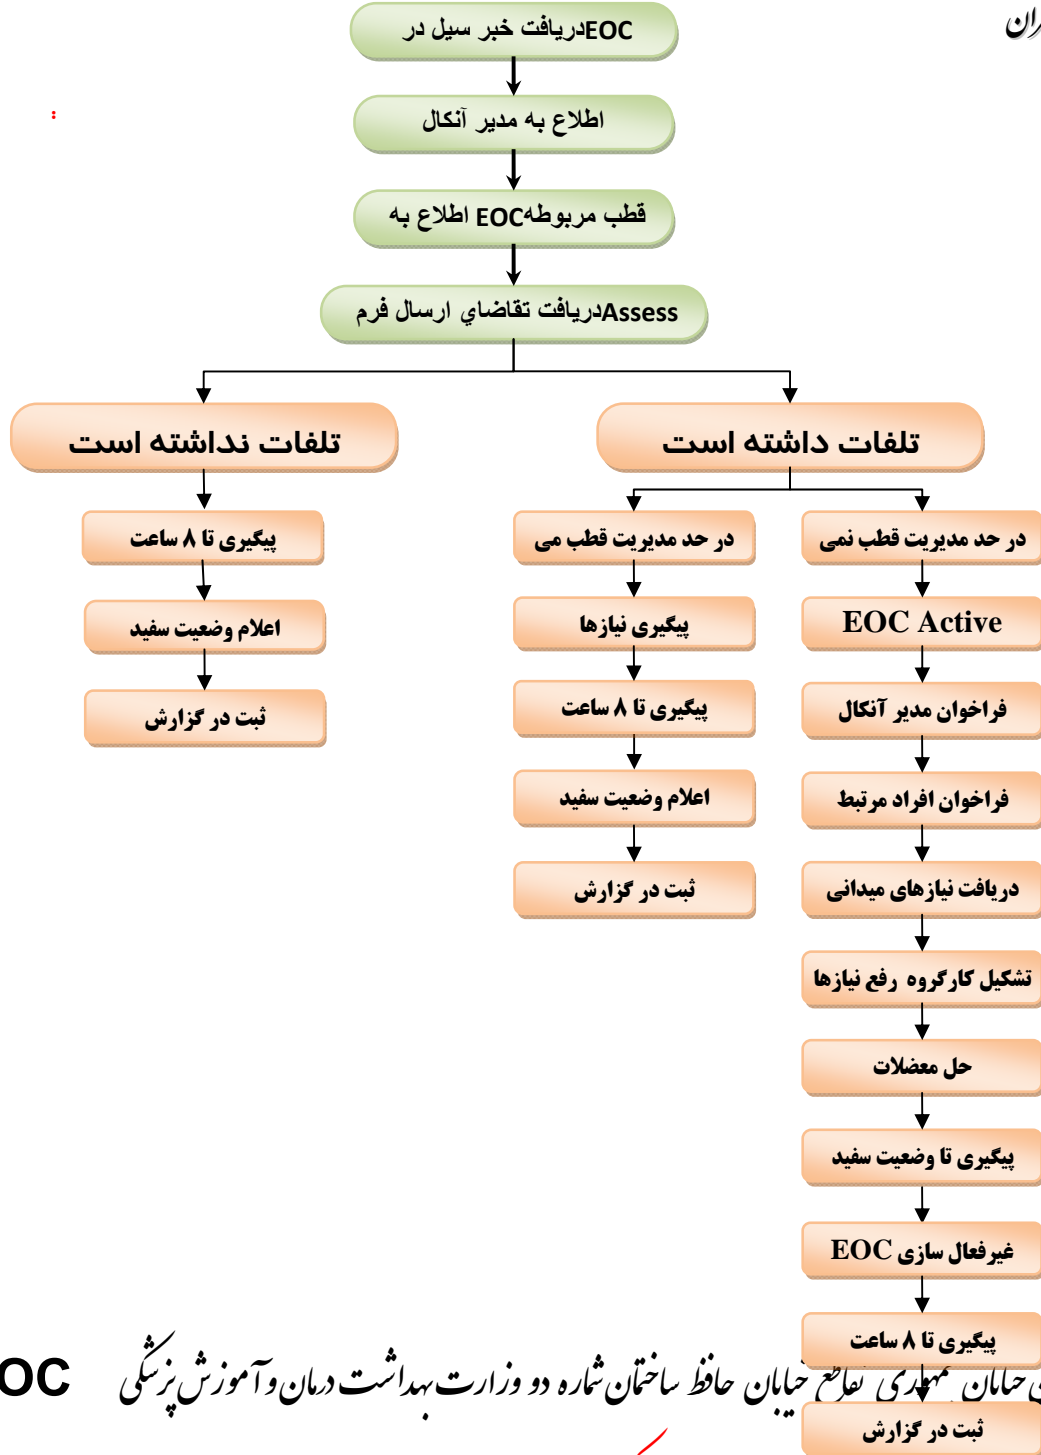 دریافت خبر سیل در EOC
اطلاع به مدیر آنکال
اطلاع به EOC قطب مربوطه
دریافت تقاضاي ارسال فرم Assess
تلفات داشته است
تلفات نداشته است
در حد مدیریت قطب نمی
EOC Active
فراخوان مدیر آنکال
فراخوان افراد مرتبط
دریافت نیازهای میدانی
تشکیل کارگروه رفع نیازها
حل معضلات
پیگیری تا وضعیت سفید
غیرفعال سازی EOC
پیگیری تا ۸ ساعت
ثبت در گزارش
در حد مدیریت قطب می
پیگیری نیازها
پیگیری تا ۸ ساعت
اعلام وضعیت سفید
ثبت در گزارش
پیگیری تا ۸ ساعت
اعلام وضعیت سفید
ثبت در گزارش
خیابان حافظ ساختمان شماره دو وزارت بهداشت درمان و آموزش پزشکی OC